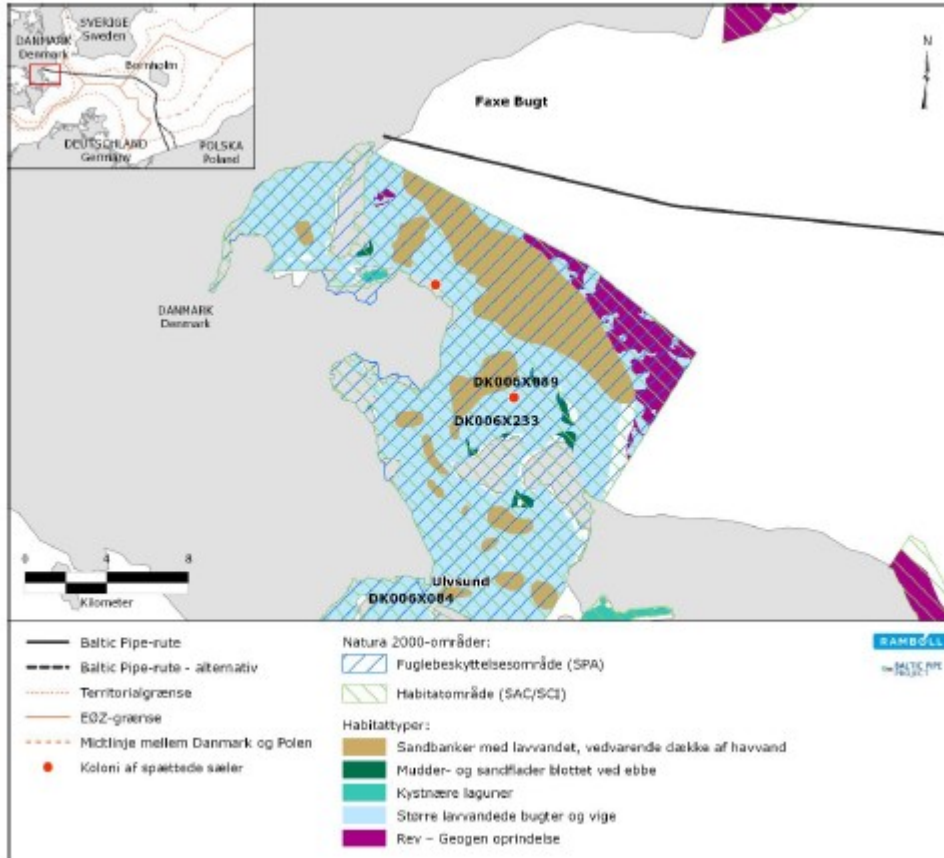 SVERIGE
Sweden
DANMARK
Denmark
Bornholm
DEUTSCHLAND
Germany
POLSKA
Poland
N
Faxe Bugt
DANMARK
Denmark
DK006X233
Ulvsund
DK006X084
0 4 8
Kilometer
Baltic Pipe-rute
Baltic Pipe-rute - alternativ
Territorialgrænse
EØZ-grænse
Midtlinje mellem Danmark og Polen
Koloni af spættede sæler
Natura 2000-områder:
Fuglebeskyttelsesområde (SPA)
Habitatområde (SAC/SCI)
Habitattyper:
Sandbanker med lavvandet, vedvarende dække af havvand
Mudder- og sandflader blottet ved ebbe
Kystnære laguner
Større lavvandede bugter og vige
Rev – Geogen oprindelse
RAMBOLL
BALTIC PIPE
PROJECT